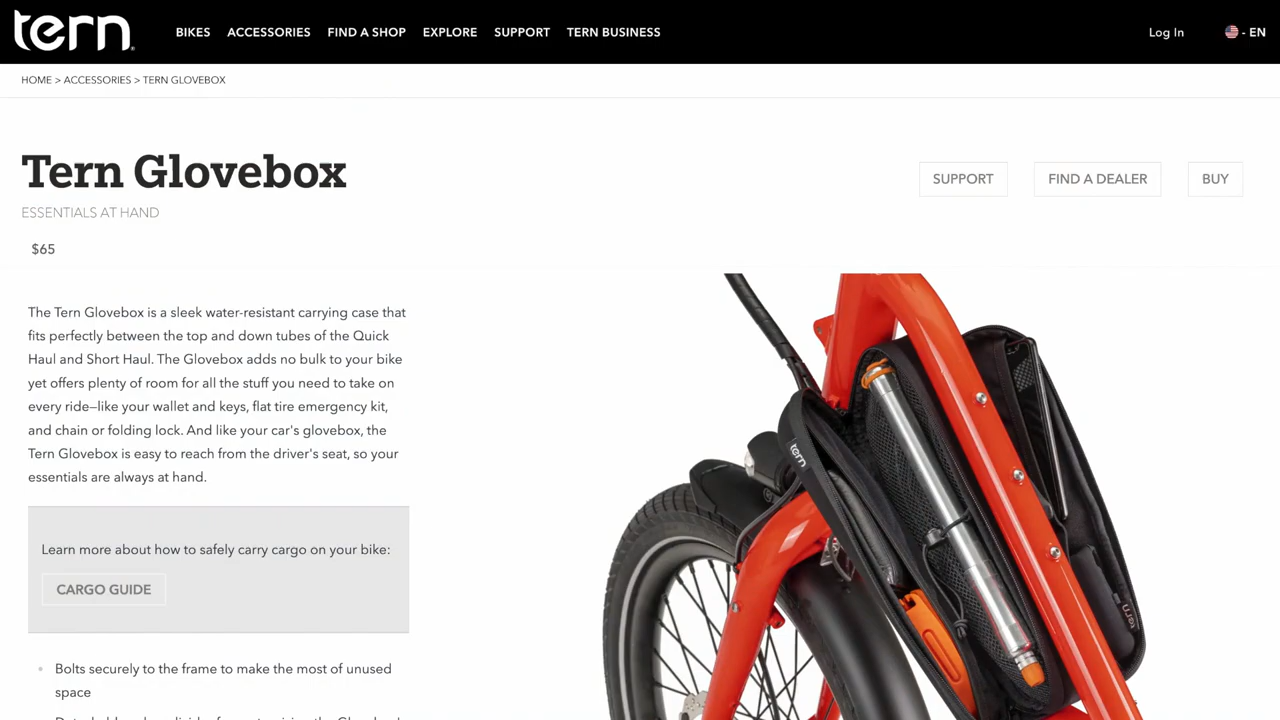 tern
BIKES ACCESSORIES FIND A SHOP EXPLORE SUPPORT TERN BUSINESS
Log In
- EN
HOME > ACCESSORIES > TERN GLOVEBOX
Tern Glovebox
ESSENTIALS AT HAND
$65
SUPPORT
FIND A DEALER
BUY
The Tern Glovebox is a sleek water-resistant carrying case that
fits perfectly between the top and down tubes of the Quick
Haul and Short Haul. The Glovebox adds no bulk to your bike
yet offers plenty of room for all the stuff you need to take on
every ride—like your wallet and keys, flat tire emergency kit,
and chain or folding lock. And like your car's glovebox, the
Tern Glovebox is easy to reach from the driver's seat, so your
essentials are always at hand.
Learn more about how to safely carry cargo on your bike:
CARGO GUIDE
Bolts securely to the frame to make the most of unused
space
tern
tern